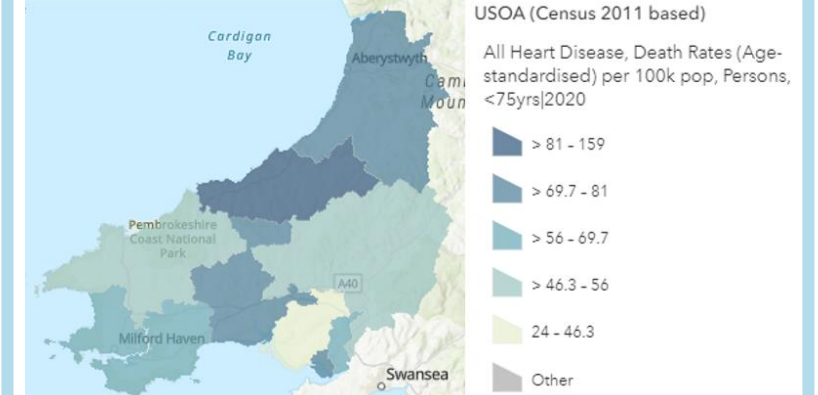 Cardigan
Bay
Aberystwyth
Cam
Moun
Pembrokeshire
Coast National
Park
A40
Milford Haven
Swansea
USOA (Census 2011 based)
All Heart Disease, Death Rates (Age-
standardised) per 100k pop, Persons,
<75yrs|2020
> 81 - 159
> 69.7 - 81
> 56 - 69.7
> 46.3 - 56
24 - 46.3
Other